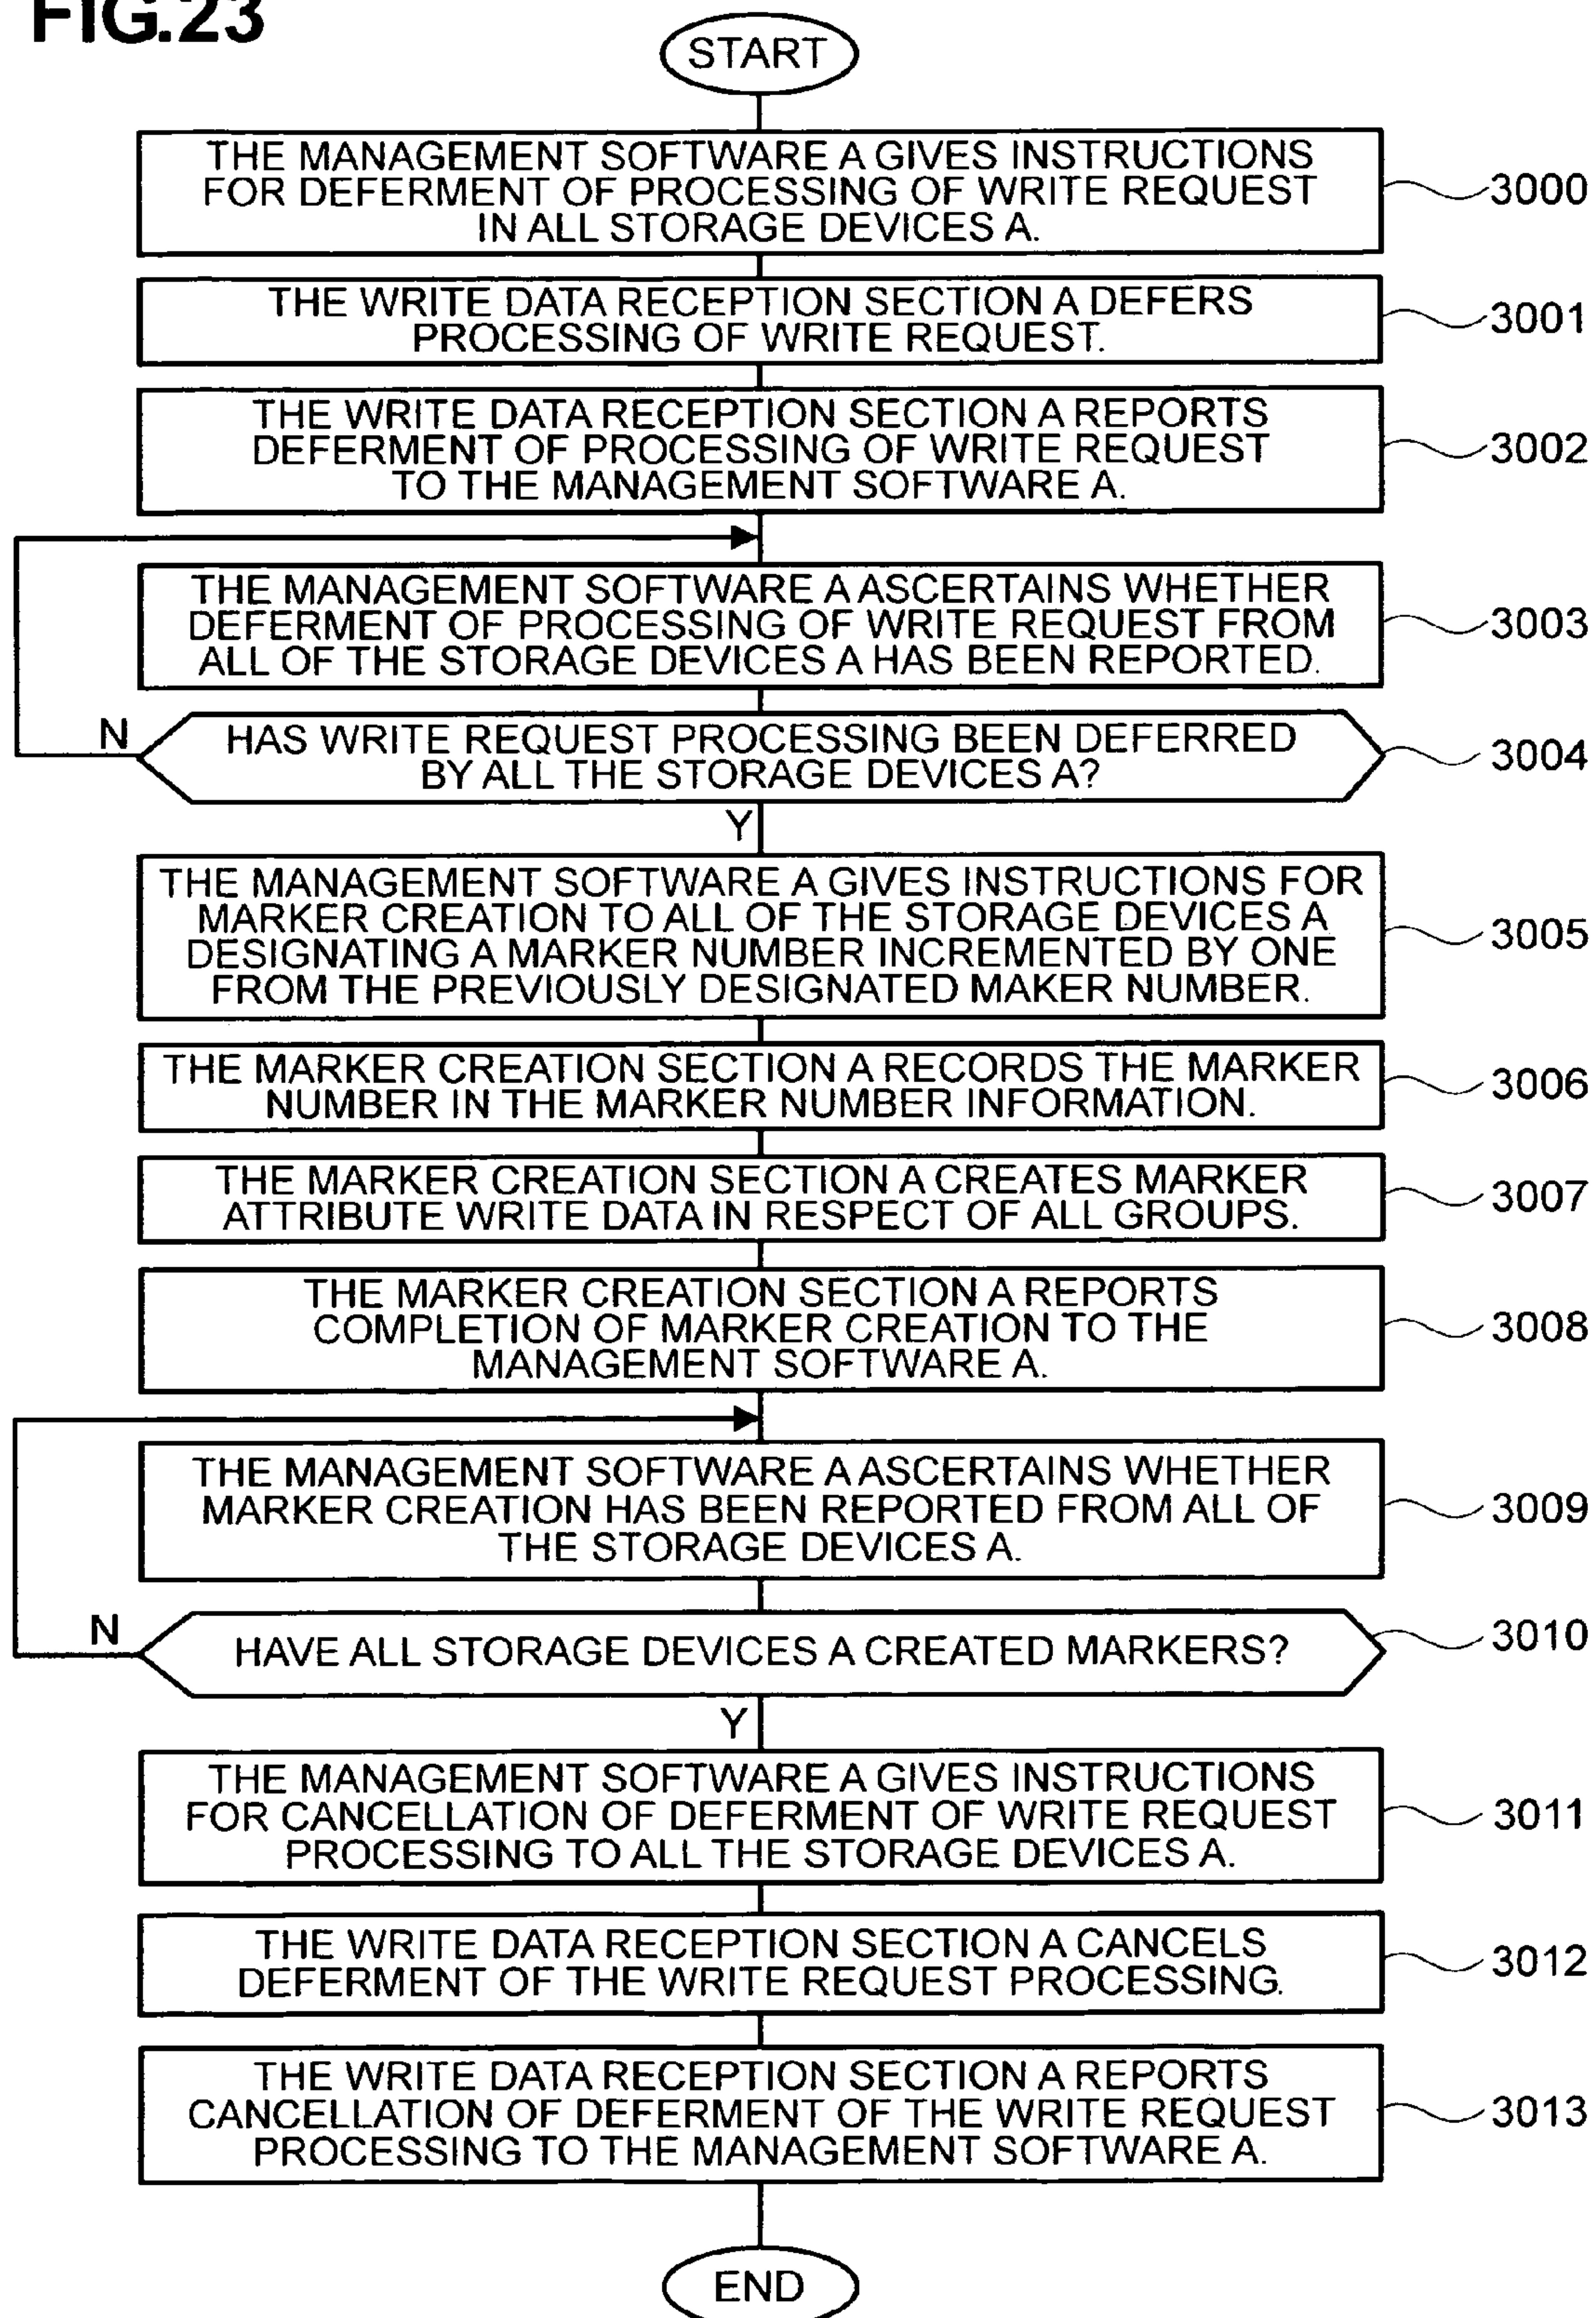 FIG.23
START
THE MANAGEMENT SOFTWARE A GIVES INSTRUCTIONS
FOR DEFERMENT OF PROCESSING OF WRITE REQUEST
IN ALL STORAGE DEVICES A.
3000
THE WRITE DATA RECEPTION SECTION A DEFERS
PROCESSING OF WRITE REQUEST.
3001
THE WRITE DATA RECEPTION SECTION A REPORTS
DEFERMENT OF PROCESSING OF WRITE REQUEST
TO THE MANAGEMENT SOFTWARE A.
3002
THE MANAGEMENT SOFTWARE A ASCERTAINS WHETHER
DEFERMENT OF PROCESSING OF WRITE REQUEST FROM
ALL OF THE STORAGE DEVICES A HAS BEEN REPORTED.
3003
N
HAS WRITE REQUEST PROCESSING BEEN DEFERRED
BY ALL THE STORAGE DEVICES A?
3004
Y
THE MANAGEMENT SOFTWARE A GIVES INSTRUCTIONS FOR
MARKER CREATION TO ALL OF THE STORAGE DEVICES A
DESIGNATING A MARKER NUMBER INCREMENTED BY ONE
FROM THE PREVIOUSLY DESIGNATED MAKER NUMBER.
3005
THE MARKER CREATION SECTION A RECORDS THE MARKER
NUMBER IN THE MARKER NUMBER INFORMATION.
3006
THE MARKER CREATION SECTION A CREATES MARKER
ATTRIBUTE WRITE DATA IN RESPECT OF ALL GROUPS.
3007
THE MARKER CREATION SECTION A REPORTS
COMPLETION OF MARKER CREATION TO THE
MANAGEMENT SOFTWARE A.
3008
THE MANAGEMENT SOFTWARE A ASCERTAINS WHETHER
MARKER CREATION HAS BEEN REPORTED FROM ALL OF
THE STORAGE DEVICES A.
3009
N
HAVE ALL STORAGE DEVICES A CREATED MARKERS?
3010
Y
THE MANAGEMENT SOFTWARE A GIVES INSTRUCTIONS
FOR CANCELLATION OF DEFERMENT OF WRITE REQUEST
PROCESSING TO ALL THE STORAGE DEVICES A.
3011
THE WRITE DATA RECEPTION SECTION A CANCELS
DEFERMENT OF THE WRITE REQUEST PROCESSING.
3012
THE WRITE DATA RECEPTION SECTION A REPORTS
CANCELLATION OF DEFERMENT OF THE WRITE REQUEST
PROCESSING TO THE MANAGEMENT SOFTWARE A.
3013
END